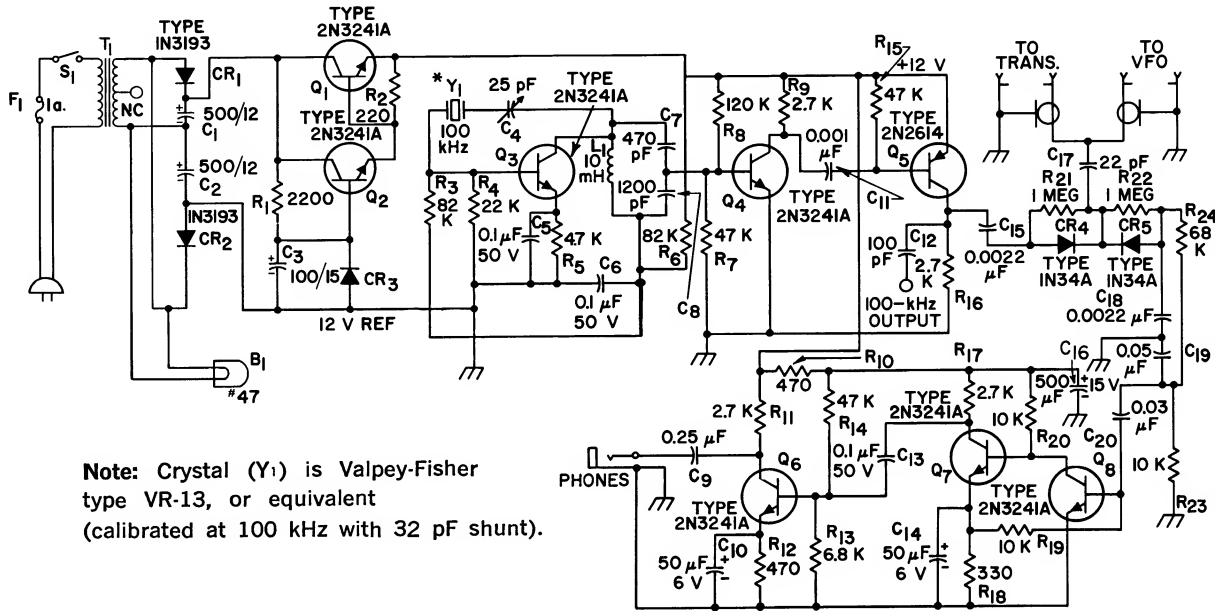 TYPE
1N3193
T1
S1
F1
1a.
NC
CR1
500/12
C1
500/12
C2
1N3193
CR2
B1
#47
TYPE
2N3241A
Q1
R2
220
TYPE
2N3241A
Q2
R1
2200
C3
100/15
CR3
12 V REF
* Y1
100
kHz
25 pF
C4
TYPE
2N3241A
Q3
L1
10
mH
C7
470
pF
1200
pF
R3
82
K
R4
22 K
C5
0.1 μF
50 V
4.7 K
R5
C6
0.1 μF
50 V
82 K
R6
C8
120 K
R8
R9
2.7 K
0.001
μF
Q4
TYPE
2N3241A
C11
47 K
R7
R15
+12 V
47 K
TYPE
2N2614
Q5
100
pF
C12
2.7
K
R16
100-kHz
OUTPUT
C15
0.0022
μF
TO
TRANS.
TO
VFO
C17
22 pF
R21
1 MEG
R22
1 MEG
CR4
CR5
TYPE
1N34A
TYPE
1N34A
R24
68
K
C18
0.0022 μF
0.05
μF
C19
0.03
μF
C20
10 K
R23
R10
470
R17
2.7 K
TYPE
2N3241A
C16
500
μF
15 V
10 K
R20
Q8
TYPE
2N3241A
Q7
10 K
R19
330
R18
C14
50 μF
6 V
47 K
R14
0.1 μF
50 V
C13
2.7 K
R11
0.25 μF
C9
PHONES
Q6
TYPE
2N3241A
C10
50 μF
6 V
R12
470
R13
6.8 K
Note: Crystal (Y1) is Valpey-Fisher
type VR-13, or equivalent
(calibrated at 100 kHz with 32 pF shunt).